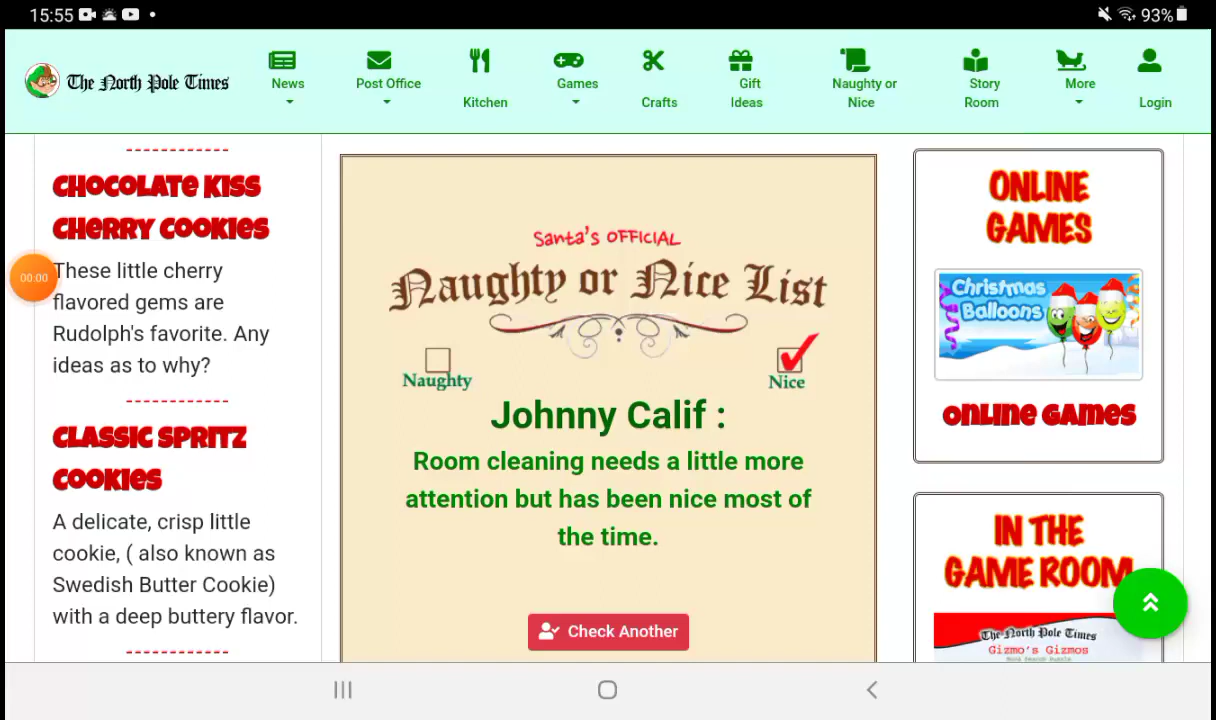 15:55
93%
The North Pole Times
News
Post Office
Kitchen
Games
Crafts
Gift
Ideas
Naughty or
Nice
Story
Room
More
Login
CHOCOLATE KISS
CHERRY COOKIES
These little cherry
flavored gems are
Rudolph's favorite. Any
ideas as to why?
CLASSIC SPRITZ
COOKIES
A delicate, crisp little
cookie, ( also known as
Swedish Butter Cookie)
with a deep buttery flavor.
00:00
Santa's OFFICIAL
Naughty or Nice List
Naughty
Nice
Johnny Calif :
Room cleaning needs a little more
attention but has been nice most of
the time.
Check Another
ONLINE
GAMES
Christmas
Balloons
Online Games
IN THE
GAME ROOM
The North Pole Times
Gizmo's Gizmos
Word Search Puzzle